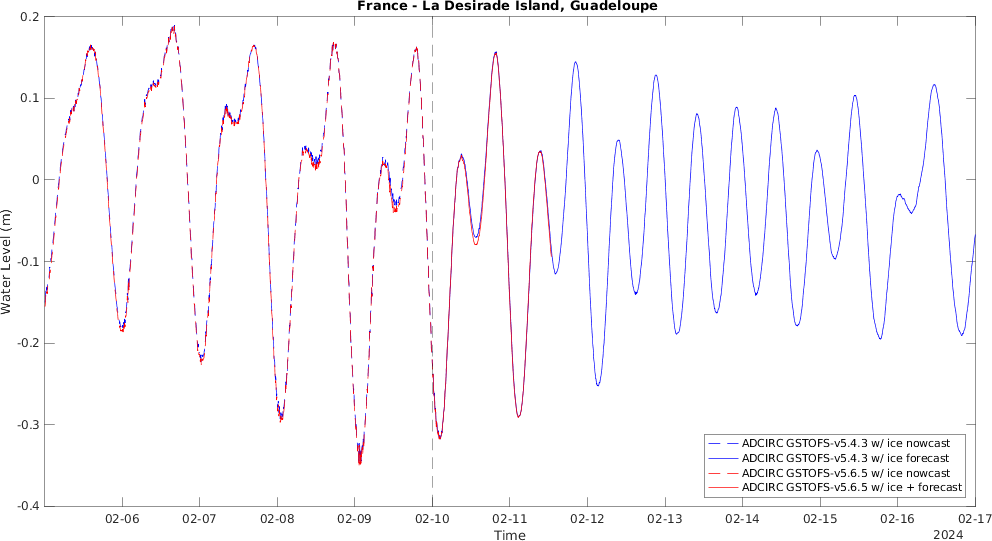 France - La Desirade Island, Guadeloupe
0.2
0.1
0
-0.1
-0.2
-0.3
-0.4
Water Level (m)
ADCIRC GSTOFS-v5.4.3 w/ ice nowcast
ADCIRC GSTOFS-v5.4.3 w/ ice forecast
ADCIRC GSTOFS-v5.6.5 w/ ice nowcast
ADCIRC GSTOFS-v5.6.5 w/ ice + forecast
02-06 02-07 02-08 02-09 02-10 02-11 02-12 02-13 02-14 02-15 02-16 02-17
Time
2024